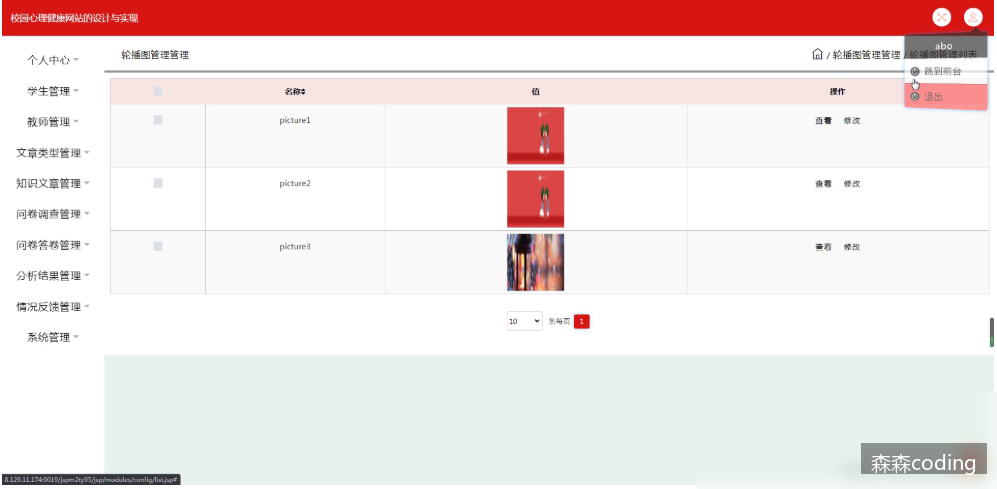 校园心理健康网站的设计与实现
abo
跳到前台
退出
个人中心
学生管理
教师管理
文章类型管理
知识文章管理
问卷调查管理
问卷答卷管理
分析结果管理
情况反馈管理
系统管理
轮播图管理管理
/ 轮播图管理管理 / 轮播图管理列表
名称 值 操作
picture1 查看 修改
picture2 查看 修改
picture3 查看 修改
10 条每页 1
森森coding
8.129.11.174:9019/jspm2ty95/jsp/modules/config/list.jsp#